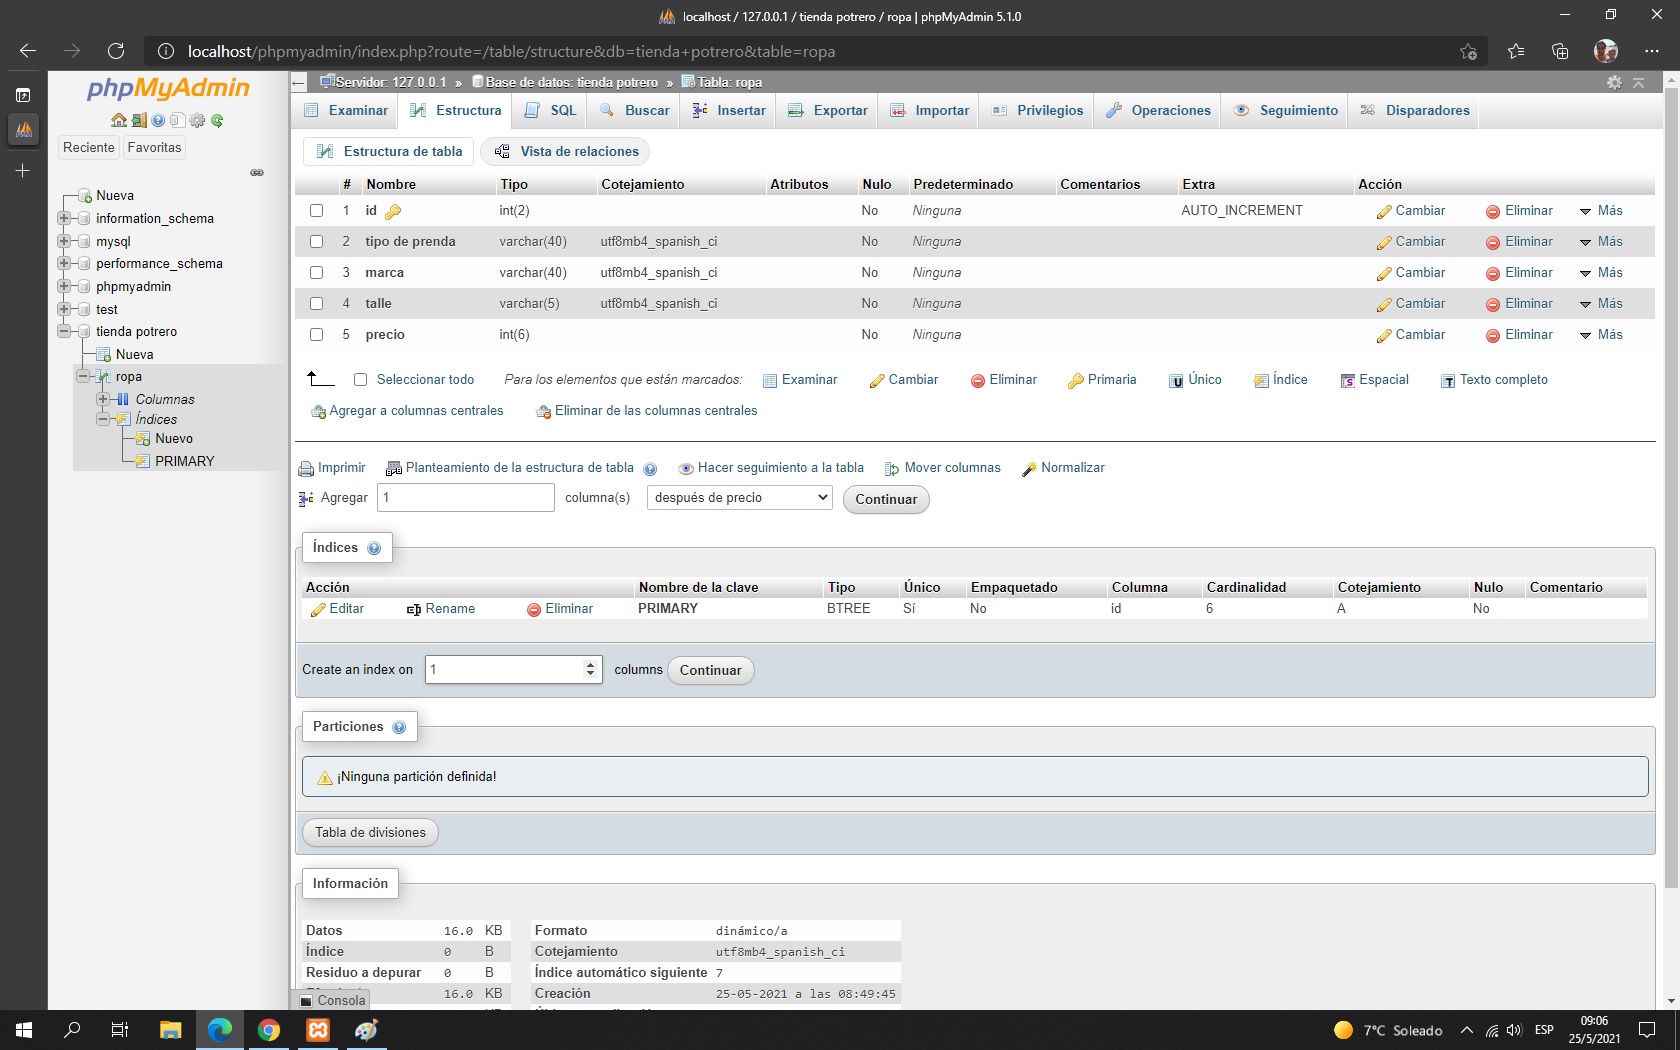 localhost / 127.0.0.1 / tienda potrero / ropa | phpMyAdmin 5.1.0
localhost/phpmyadmin/index.php?route=/table/structure&db=tienda+potrero&table=ropa
phpMyAdmin
Reciente Favoritas
Nueva
information_schema
mysql
performance_schema
phpmyadmin
test
tienda potrero
Nueva
ropa
Columnas
Índices
Nuevo
PRIMARY
Servidor: 127.0.0.1 » Base de datos: tienda potrero » Tabla: ropa
Examinar Estructura SQL Buscar Insertar Exportar Importar Privilegios Operaciones Seguimiento Disparadores
Estructura de tabla Vista de relaciones
# Nombre Tipo Cotejamiento Atributos Nulo Predeterminado Comentarios Extra Acción
1 id int(2) No Ninguna AUTO_INCREMENT Cambiar Eliminar Más
2 tipo de prenda varchar(40) utf8mb4_spanish_ci No Ninguna Cambiar Eliminar Más
3 marca varchar(40) utf8mb4_spanish_ci No Ninguna Cambiar Eliminar Más
4 talle varchar(5) utf8mb4_spanish_ci No Ninguna Cambiar Eliminar Más
5 precio int(6) No Ninguna Cambiar Eliminar Más
Seleccionar todo Para los elementos que están marcados: Examinar Cambiar Eliminar Primaria Único Índice Espacial Texto completo
Agregar a columnas centrales Eliminar de las columnas centrales
Imprimir Planteamiento de la estructura de tabla Hacer seguimiento a la tabla Mover columnas Normalizar
Agregar 1 columna(s) después de precio Continuar
Índices
Acción Nombre de la clave Tipo Único Empaquetado Columna Cardinalidad Cotejamiento Nulo Comentario
Editar Rename Eliminar PRIMARY BTREE Sí No id 6 A No
Create an index on 1 columns Continuar
Particiones
¡Ninguna partición definida!
Tabla de divisiones
Información
Datos 16.0 KB Formato dinámico/a
Índice 0 B Cotejamiento utf8mb4_spanish_ci
Residuo a depurar 0 B Índice automático siguiente 7
16.0 KB Creación 25-05-2021 a las 08:49:45
Consola
7°C Soleado ESP 09:06
25/5/2021